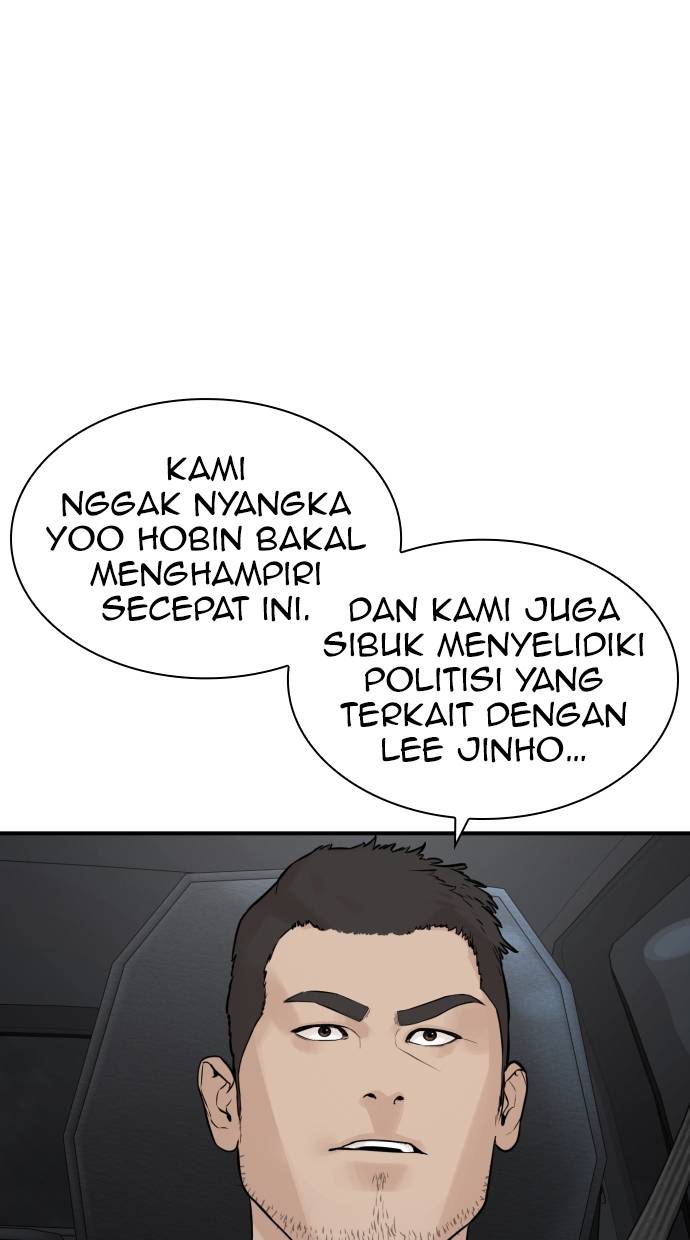 KAMI
NGGAK NYANGKA
YOO HOBIN BAKAL
MENGHAMPIRI
SECEPAT INI.
DAN KAMI JUGA
SIBUK MENYELIDIKI
POLITISI YANG
TERKAIT DENGAN
LEE JINHO...